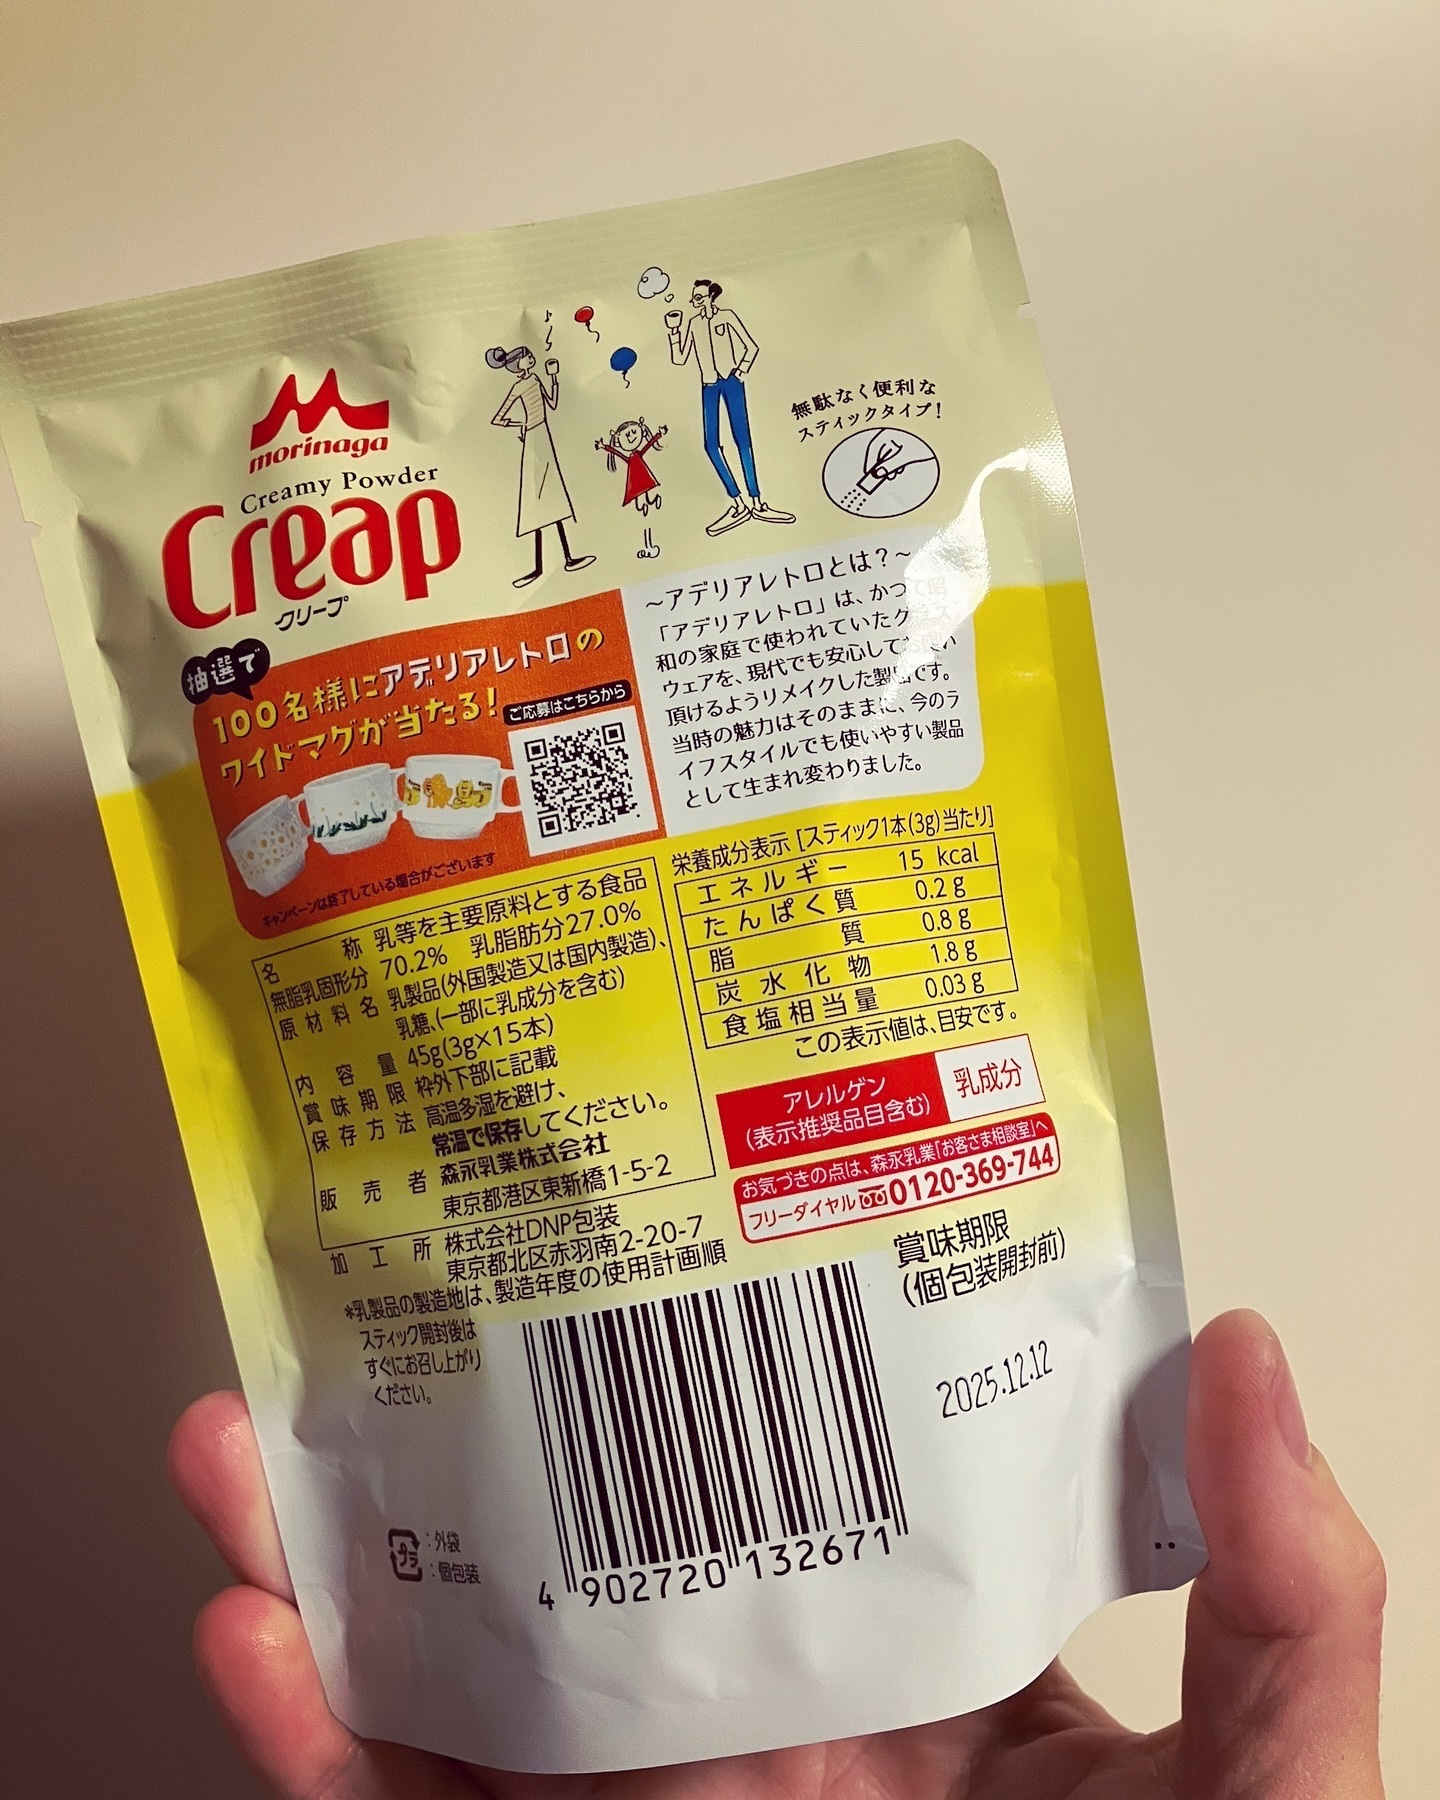 morinaga
Creamy Powder
Creap
クリープ
無駄なく便利な
スティックタイプ!
抽選で
100名様にアデリアレトロの
ワイドマグが当たる!
ご応募はこちらから
キャンペーンは終了している場合がございます
～アデリアレトロとは?～
「アデリアレトロ」は、かつて昭
和の家庭で使われていたグラス
ウェアを、現代でも安心してお使い
頂けるようリメイクした製品です。
当時の魅力はそのままに、今のラ
イフスタイルでも使いやすい製品
として生まれ変わりました。
名称 乳等を主要原料とする食品
無脂乳固形分 70.2% 乳脂肪分27.0%
原材料名 乳製品(外国製造又は国内製造)、
乳糖、(一部に乳成分を含む)
内容量 45g(3g×15本)
賞味期限 枠外下部に記載
保存方法 高温多湿を避け、
常温で保存してください。
販売者 森永乳業株式会社
東京都港区東新橋1-5-2
加工所 株式会社DNP包装
東京都北区赤羽南2-20-7
*乳製品の製造地は、製造年度の使用計画順
スティック開封後は
すぐにお召し上がり
ください。
栄養成分表示 [スティック1本(3g)当たり]
エネルギー 15 kcal
たんぱく質 0.2g
脂質 0.8g
炭水化物 1.8g
食塩相当量 0.03g
この表示値は、目安です。
アレルゲン
(表示推奨品目含む)
乳成分
お気づきの点は、森永乳業「お客さま相談室」へ
フリーダイヤル 0120-369-744
賞味期限
(個包装開封前)
2025.12.12
プラ
:外袋
:個包装
4 902720 132671